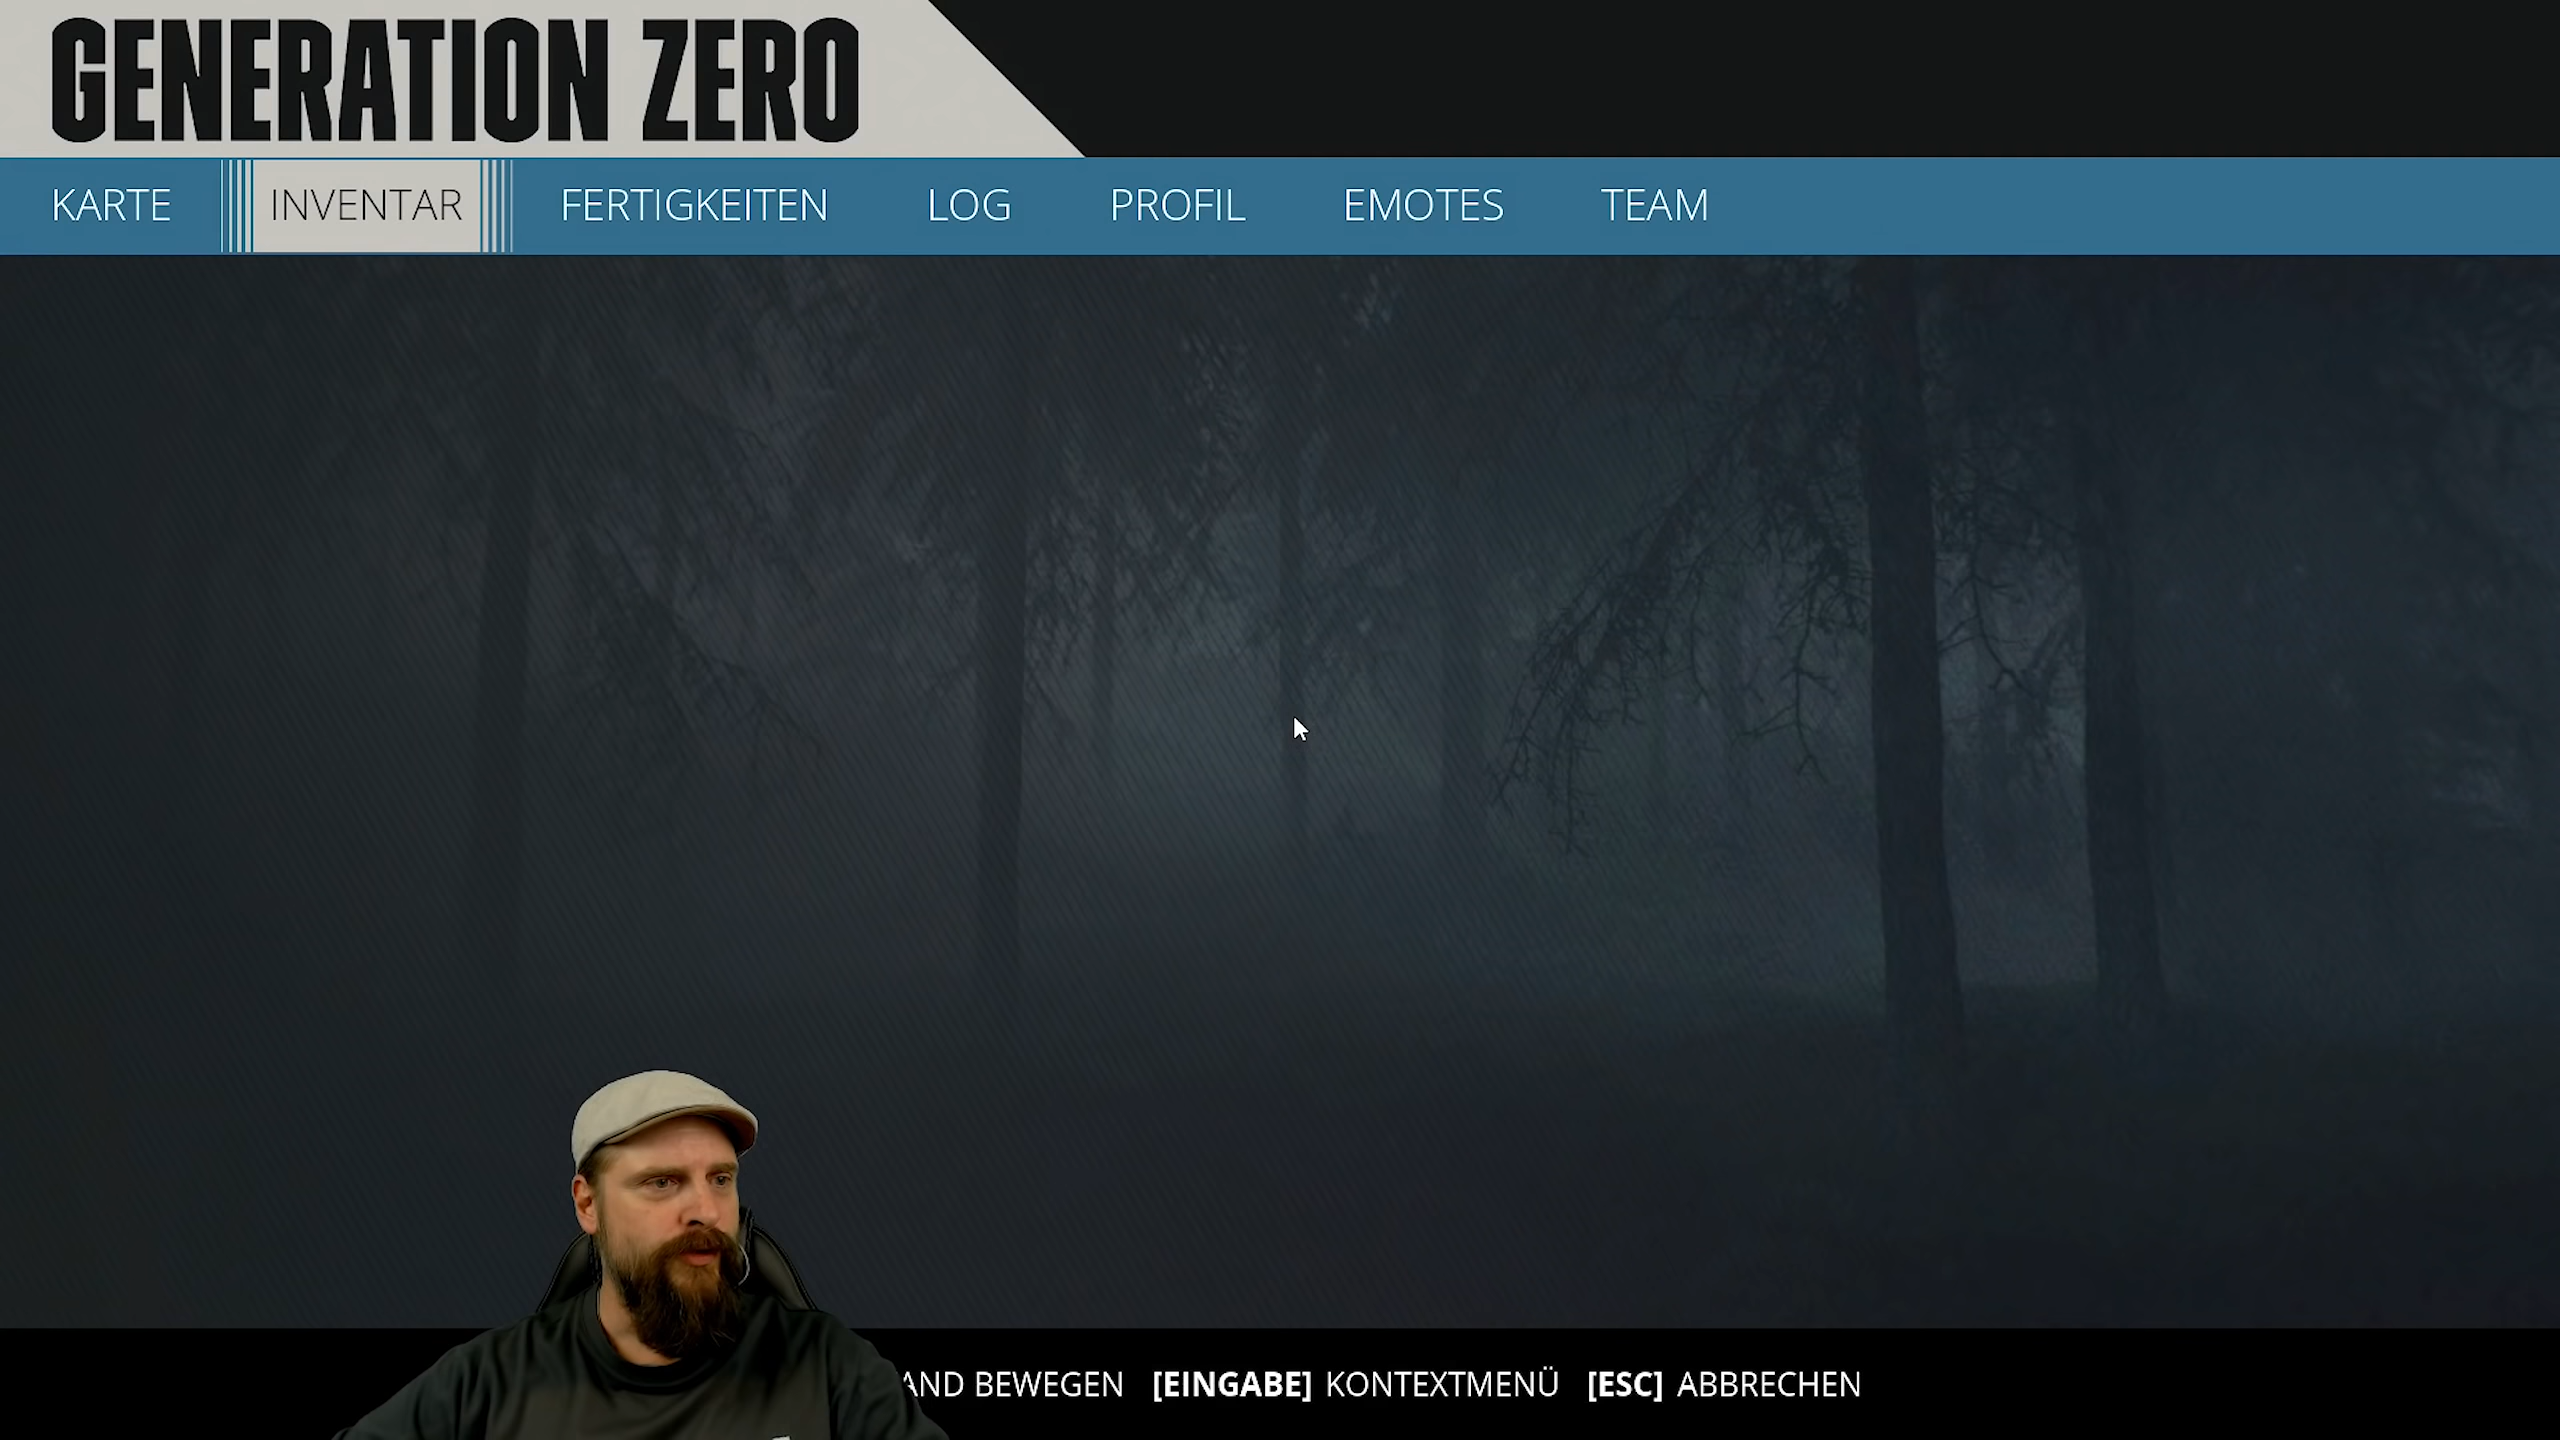 GENERATION ZERO
KARTE INVENTAR FERTIGKEITEN LOG PROFIL EMOTES TEAM
AND BEWEGEN [EINGABE] KONTEXTMENÜ [ESC] ABBRECHEN